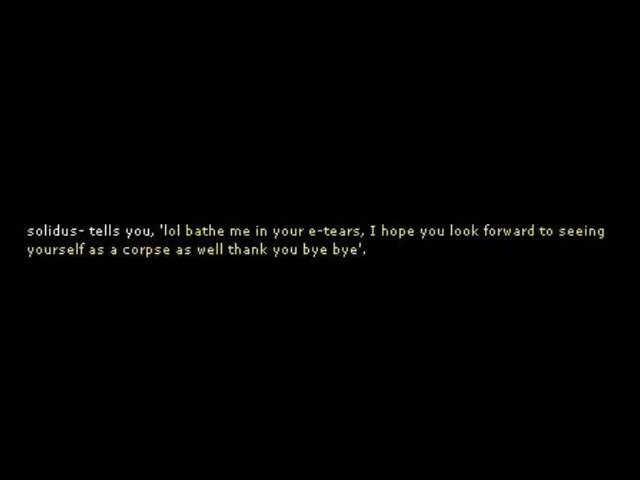 solidus- tells you, 'lol bathe me in your e-tears, I hope you look forward to seeing
yourself as a corpse as well thank you bye bye'.